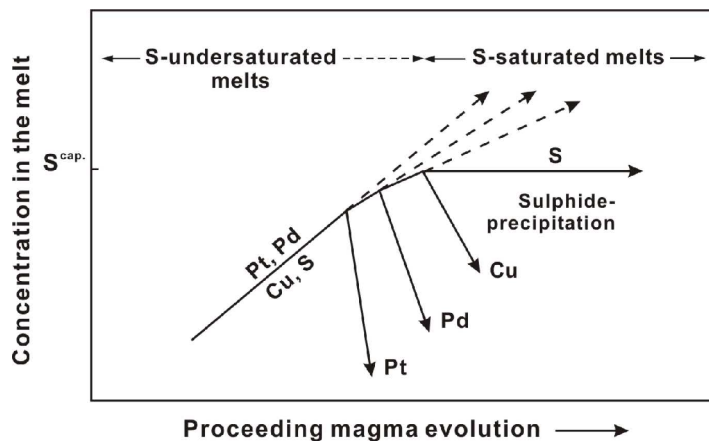 S-undersaturated
melts
S-saturated melts
Concentration in the melt
S cap.
S
Sulphide-
precipitation
Pt, Pd
Cu, S
Cu
Pd
Pt
Proceeding magma evolution